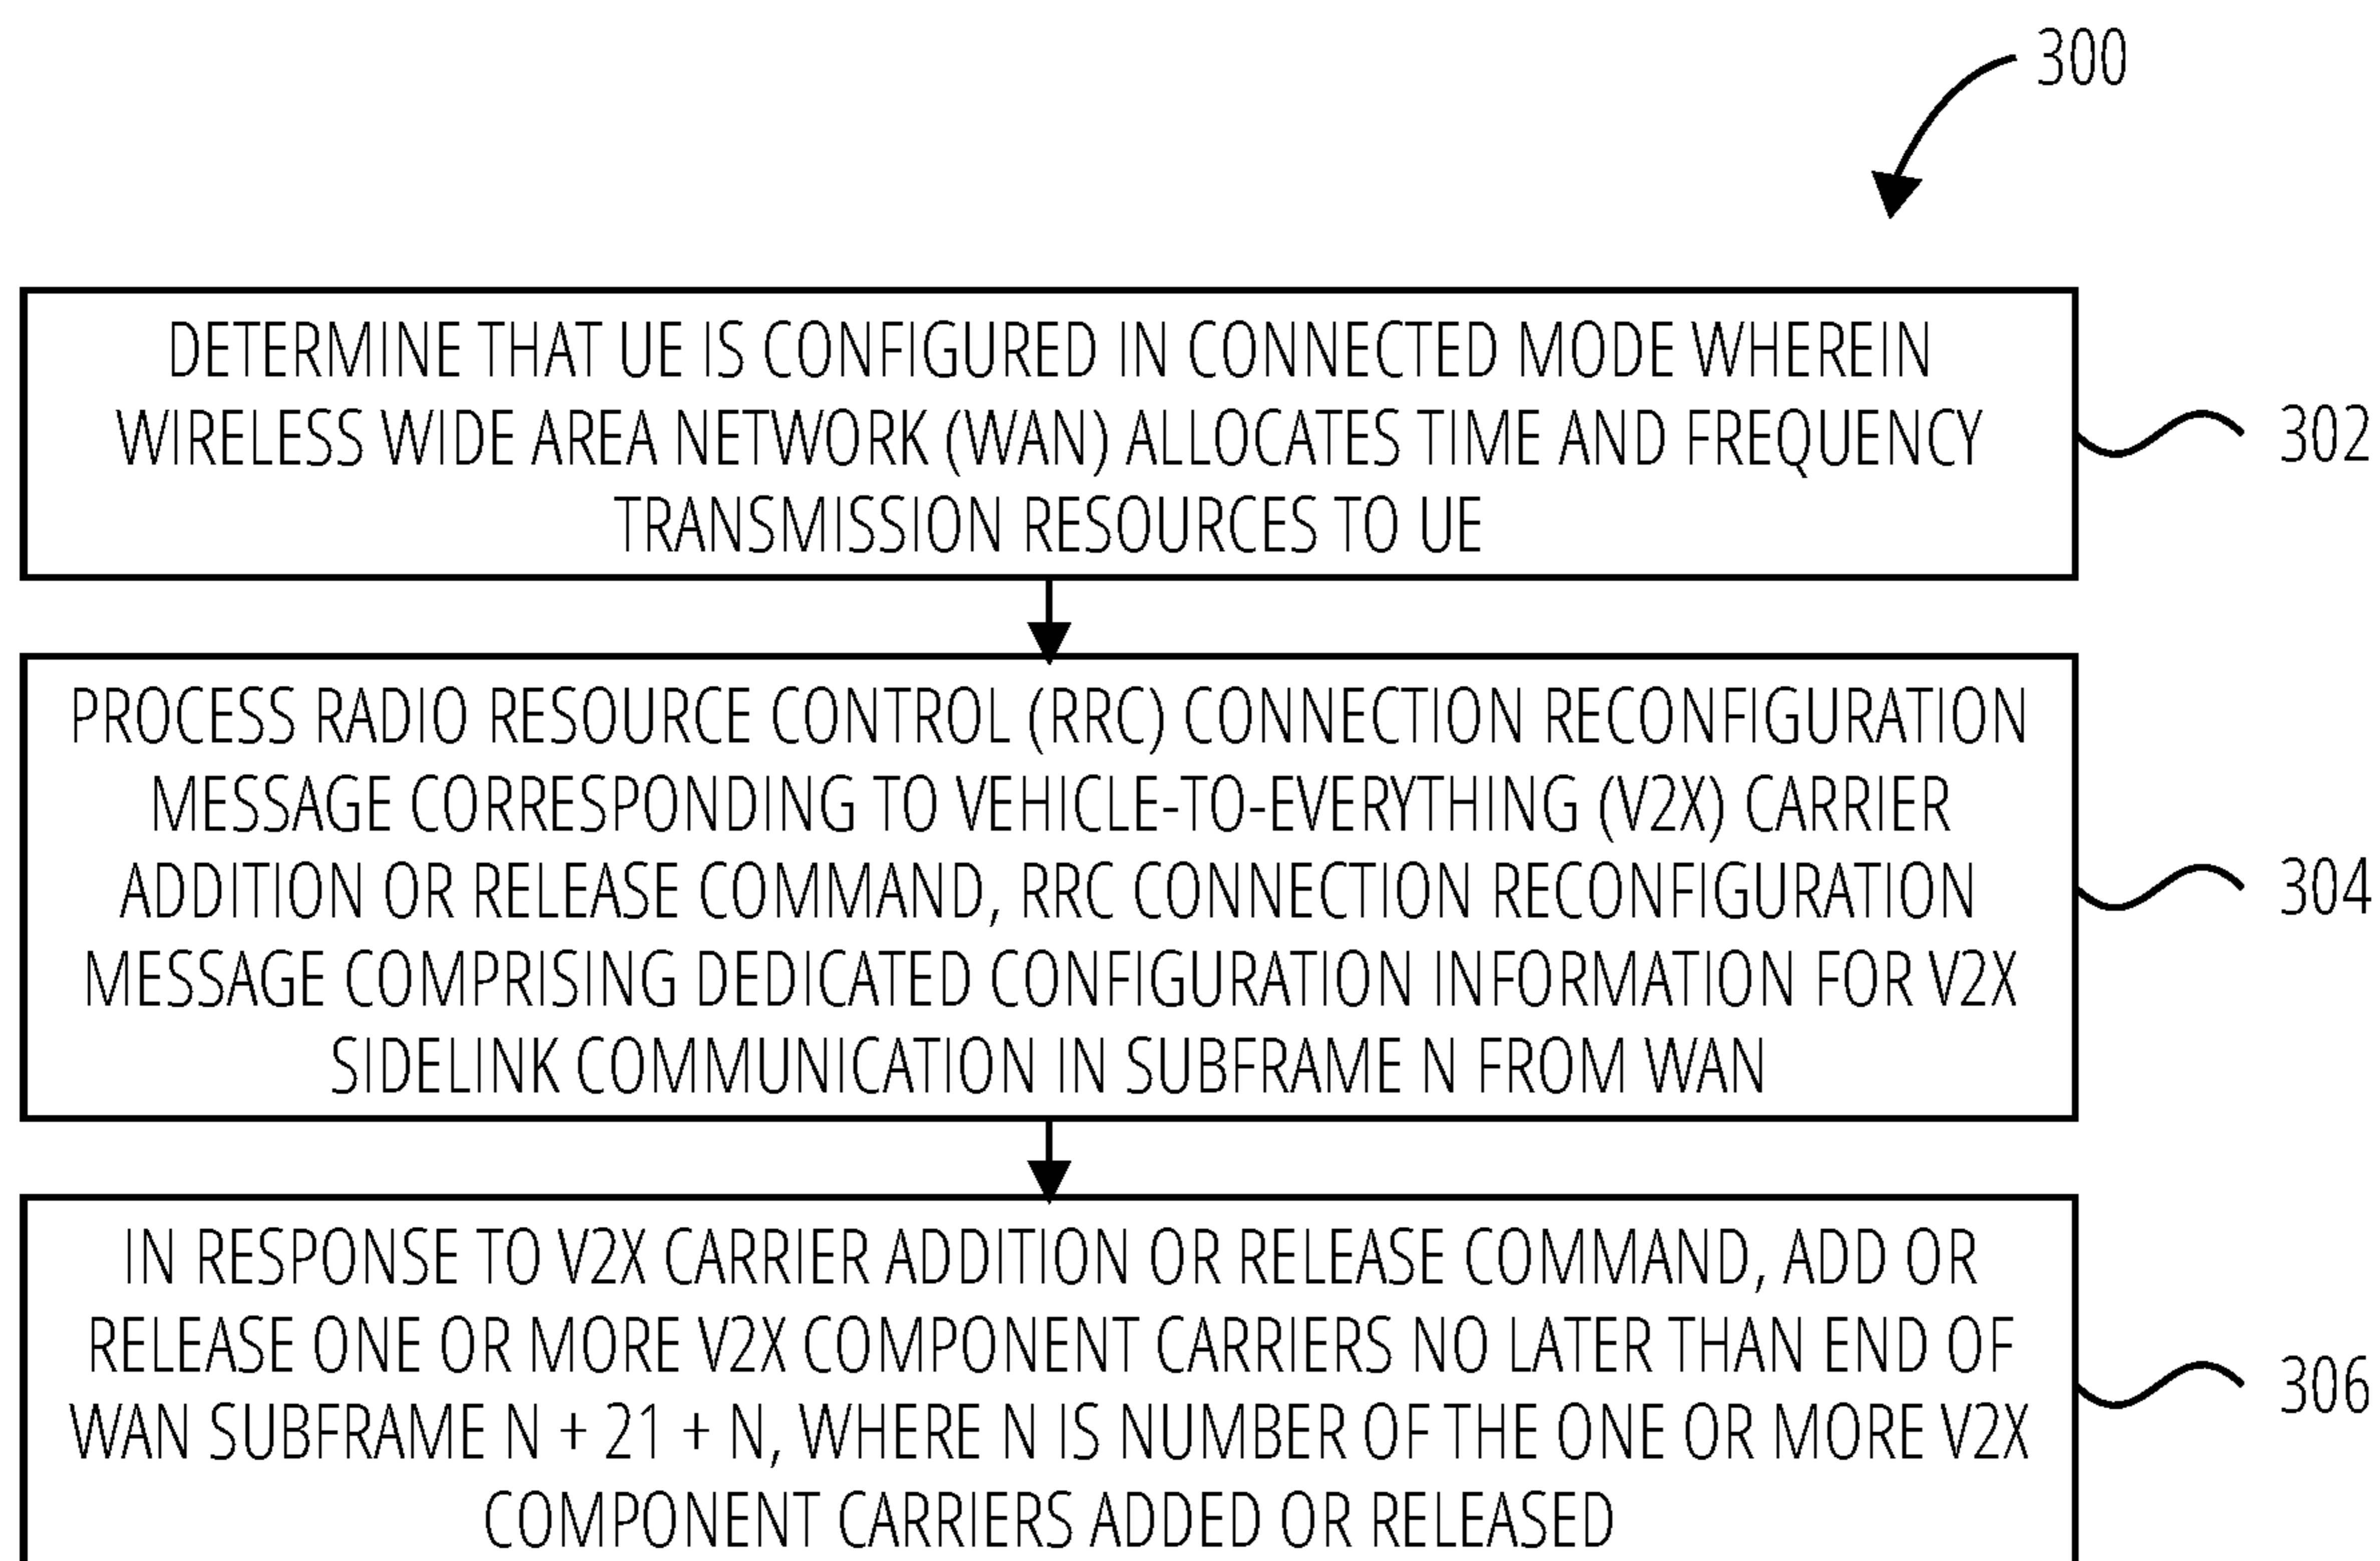 300
DETERMINE THAT UE IS CONFIGURED IN CONNECTED MODE WHEREIN
WIRELESS WIDE AREA NETWORK (WAN) ALLOCATES TIME AND FREQUENCY
TRANSMISSION RESOURCES TO UE
302
PROCESS RADIO RESOURCE CONTROL (RRC) CONNECTION RECONFIGURATION
MESSAGE CORRESPONDING TO VEHICLE-TO-EVERYTHING (V2X) CARRIER
ADDITION OR RELEASE COMMAND, RRC CONNECTION RECONFIGURATION
MESSAGE COMPRISING DEDICATED CONFIGURATION INFORMATION FOR V2X
SIDELINK COMMUNICATION IN SUBFRAME N FROM WAN
304
IN RESPONSE TO V2X CARRIER ADDITION OR RELEASE COMMAND, ADD OR
RELEASE ONE OR MORE V2X COMPONENT CARRIERS NO LATER THAN END OF
WAN SUBFRAME N + 21 + N, WHERE N IS NUMBER OF THE ONE OR MORE V2X
COMPONENT CARRIERS ADDED OR RELEASED
306